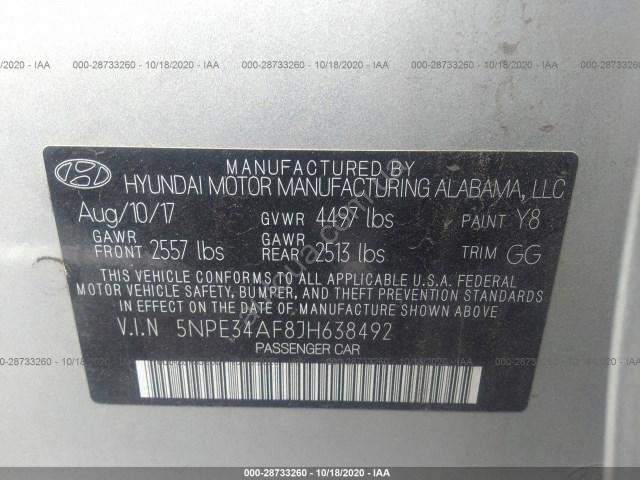 000-28733260 - 10/18/2020 - IAA
MANUFACTURED BY
HYUNDAI MOTOR MANUFACTURING ALABAMA, LLC
Aug/10/17 GVWR 4497 lbs PAINT Y8
GAWR FRONT 2557 lbs GAWR REAR 2513 lbs TRIM GG
THIS VEHICLE CONFORMS TO ALL APPLICABLE U.S.A. FEDERAL
MOTOR VEHICLE SAFETY, BUMPER, AND THEFT PREVENTION STANDARDS
IN EFFECT ON THE DATE OF MANUFACTURE SHOWN ABOVE.
V.I.N 5NPE34AF8JH638492
PASSENGER CAR
000-28733260 - 10/18/2020 - IAA